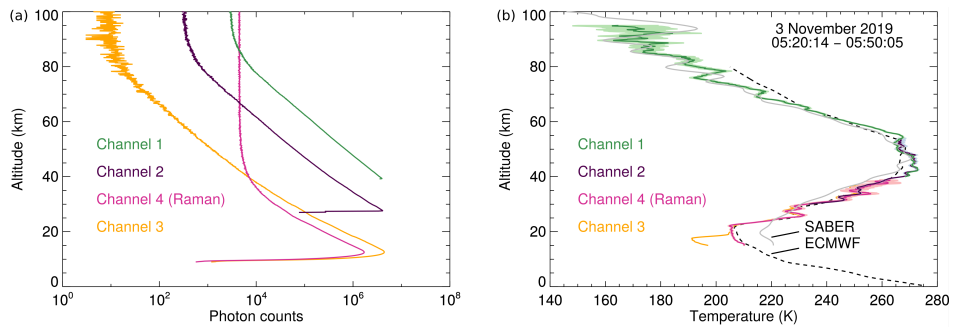 (a)
100
80
60
40
20
0
Altitude (km)
Channel 1
Channel 2
Channel 4 (Raman)
Channel 3
10^0 10^2 10^4 10^6 10^8
Photon counts
(b)
3 November 2019
05:20:14 − 05:50:05
100
80
60
40
20
0
Altitude (km)
Channel 1
Channel 2
Channel 4 (Raman)
Channel 3
SABER
ECMWF
140 160 180 200 220 240 260 280
Temperature (K)